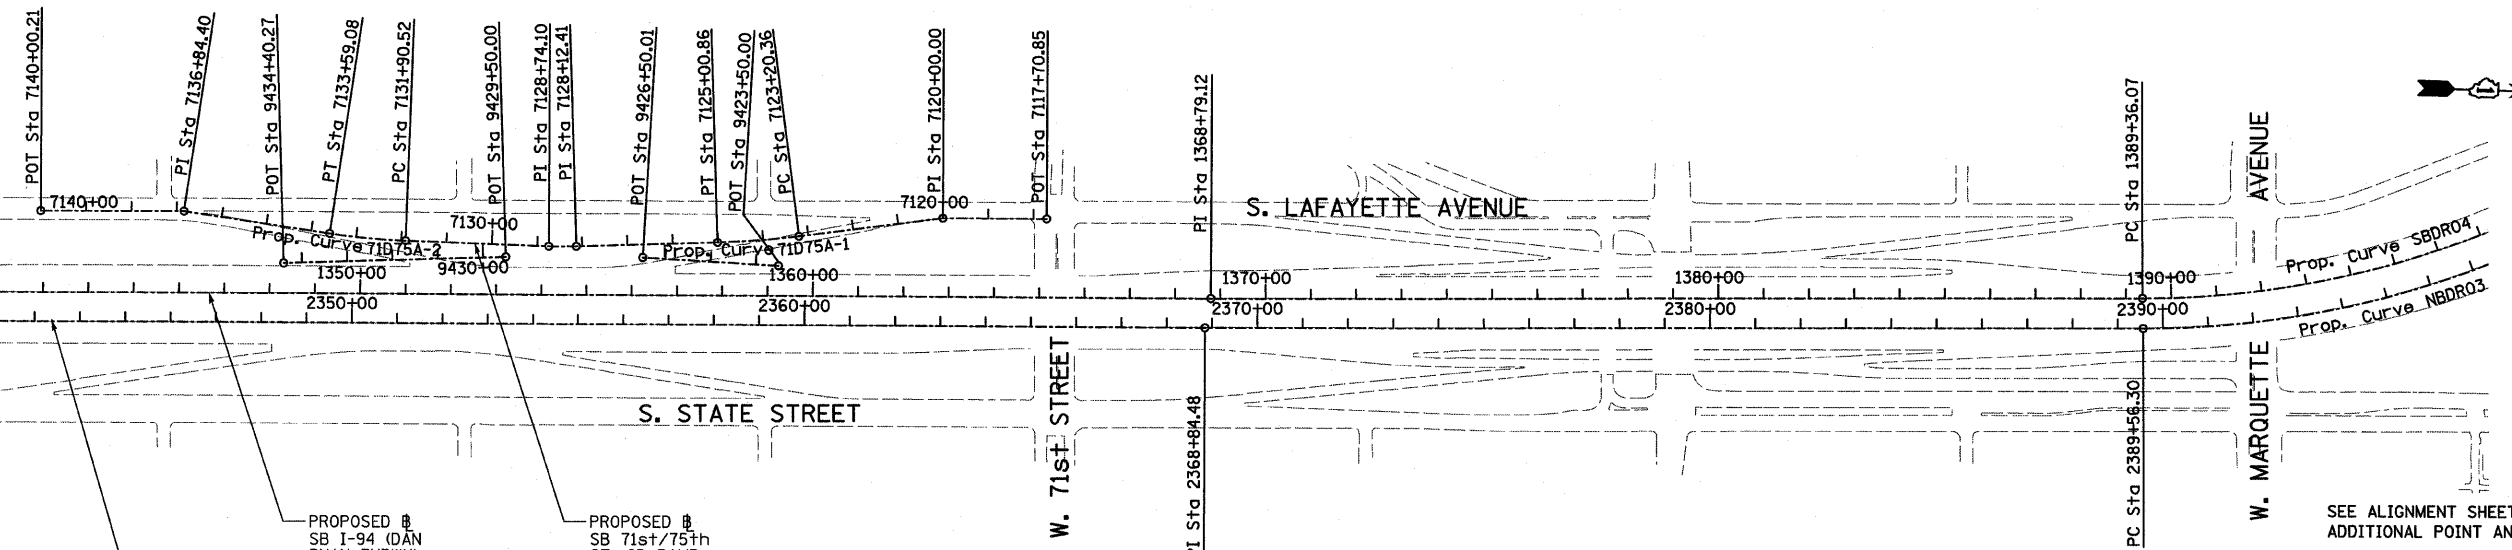 POT Sta 7140+00.21
PI Sta 7136+84.40
POT Sta 9434+40.27
PT Sta 7133+59.08
PC Sta 7131+90.52
POT Sta 9429+50.00
PI Sta 7128+74.10
PI Sta 7128+12.41
POT Sta 9426+50.01
PT Sta 7125+00.86
POT Sta 9423+50.00
PC Sta 7123+20.36
PI Sta 7120+00.00
POT Sta 7117+70.85
PI Sta 1368+79.12
PC Sta 1389+36.07
W. MARQUETTE AVENUE
7140+00
7130+00
7120+00
S. LAFAYETTE AVENUE
Prop. Curve 71D75A-2
Prop. Curve 71D75A-1
Prop. Curve SBDR04
1350+00
9430+00
1360+00
1370+00
1380+00
1390+00
2350+00
2360+00
2370+00
2380+00
2390+00
Prop. Curve NBDR03
S. STATE STREET
W. 71st STREET
PI Sta 2368+84.48
PC Sta 2389+56.30
PROPOSED
SB I-94 (DAN
PROPOSED
SB 71st/75th
SEE ALIGNMENT SHEET
ADDITIONAL POINT AN